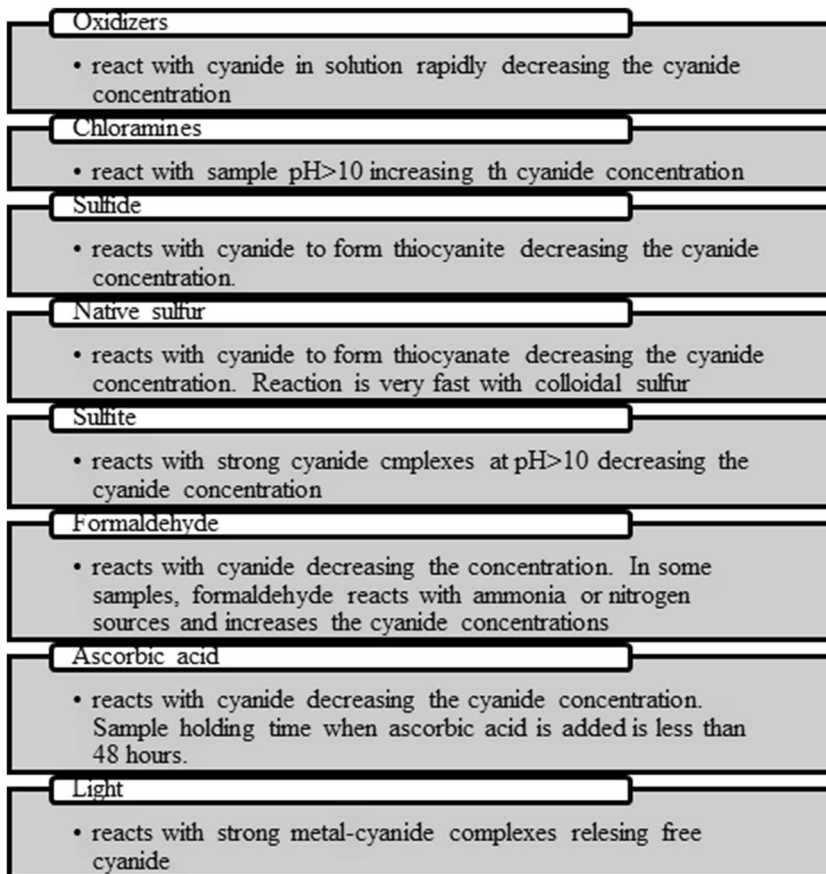 Oxidizers
• react with cyanide in solution rapidly decreasing the cyanide
concentration
Chloramines
• react with sample pH>10 increasing th cyanide concentration
Sulfide
• reacts with cyanide to form thiocyanite decreasing the cyanide
concentration.
Native sulfur
• reacts with cyanide to form thiocyanate decreasing the cyanide
concentration. Reaction is very fast with colloidal sulfur
Sulfite
• reacts with strong cyanide cmplexes at pH>10 decreasing the
cyanide concentration
Formaldehyde
• reacts with cyanide decreasing the concentration. In some
samples, formaldehyde reacts with ammonia or nitrogen
sources and increases the cyanide concentrations
Ascorbic acid
• reacts with cyanide decreasing the cyanide concentration.
Sample holding time when ascorbic acid is added is less than
48 hours.
Light
• reacts with strong metal-cyanide complexes relesing free
cyanide